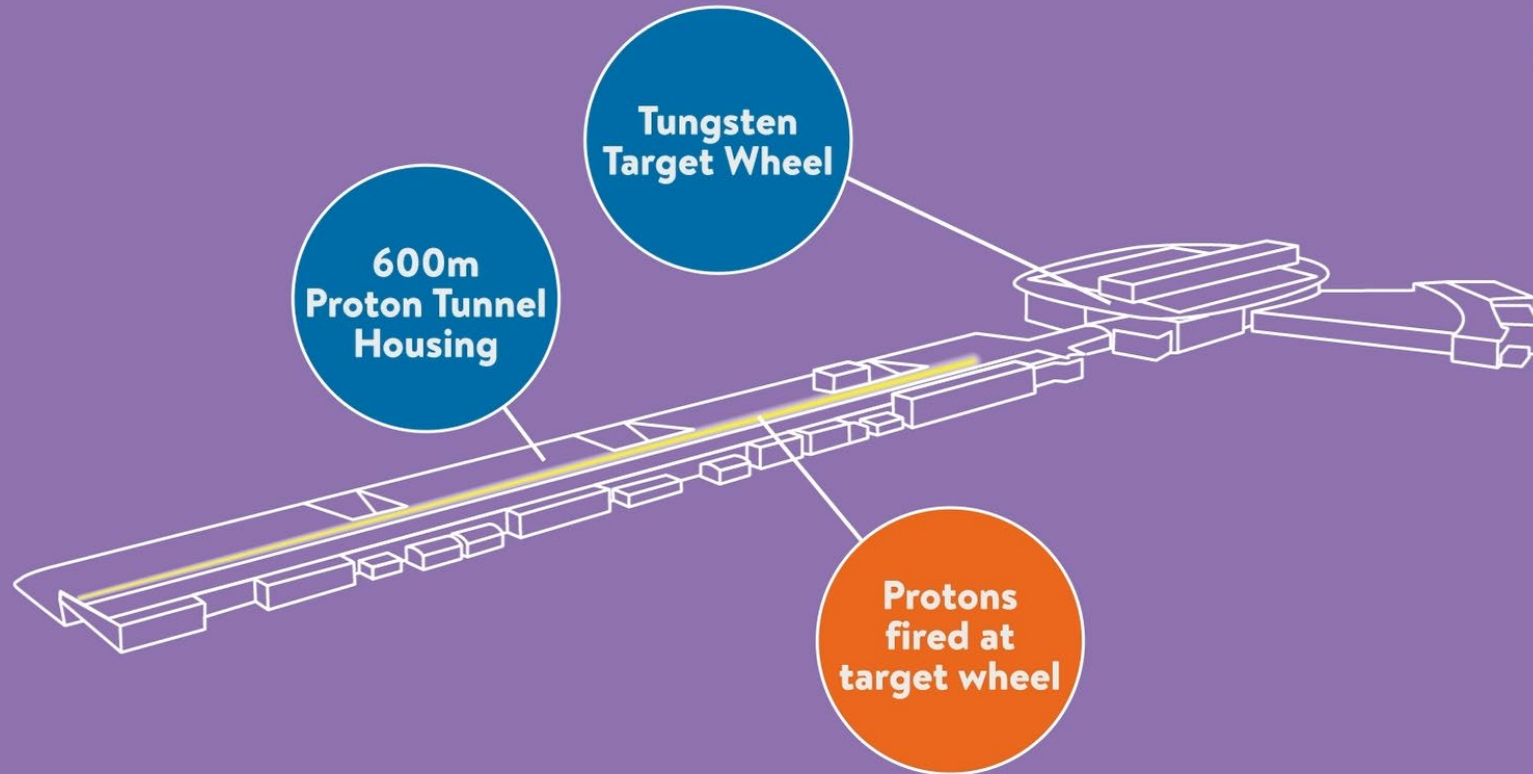 Tungsten
Target Wheel
600m
Proton Tunnel
Housing
Protons
fired at
target wheel